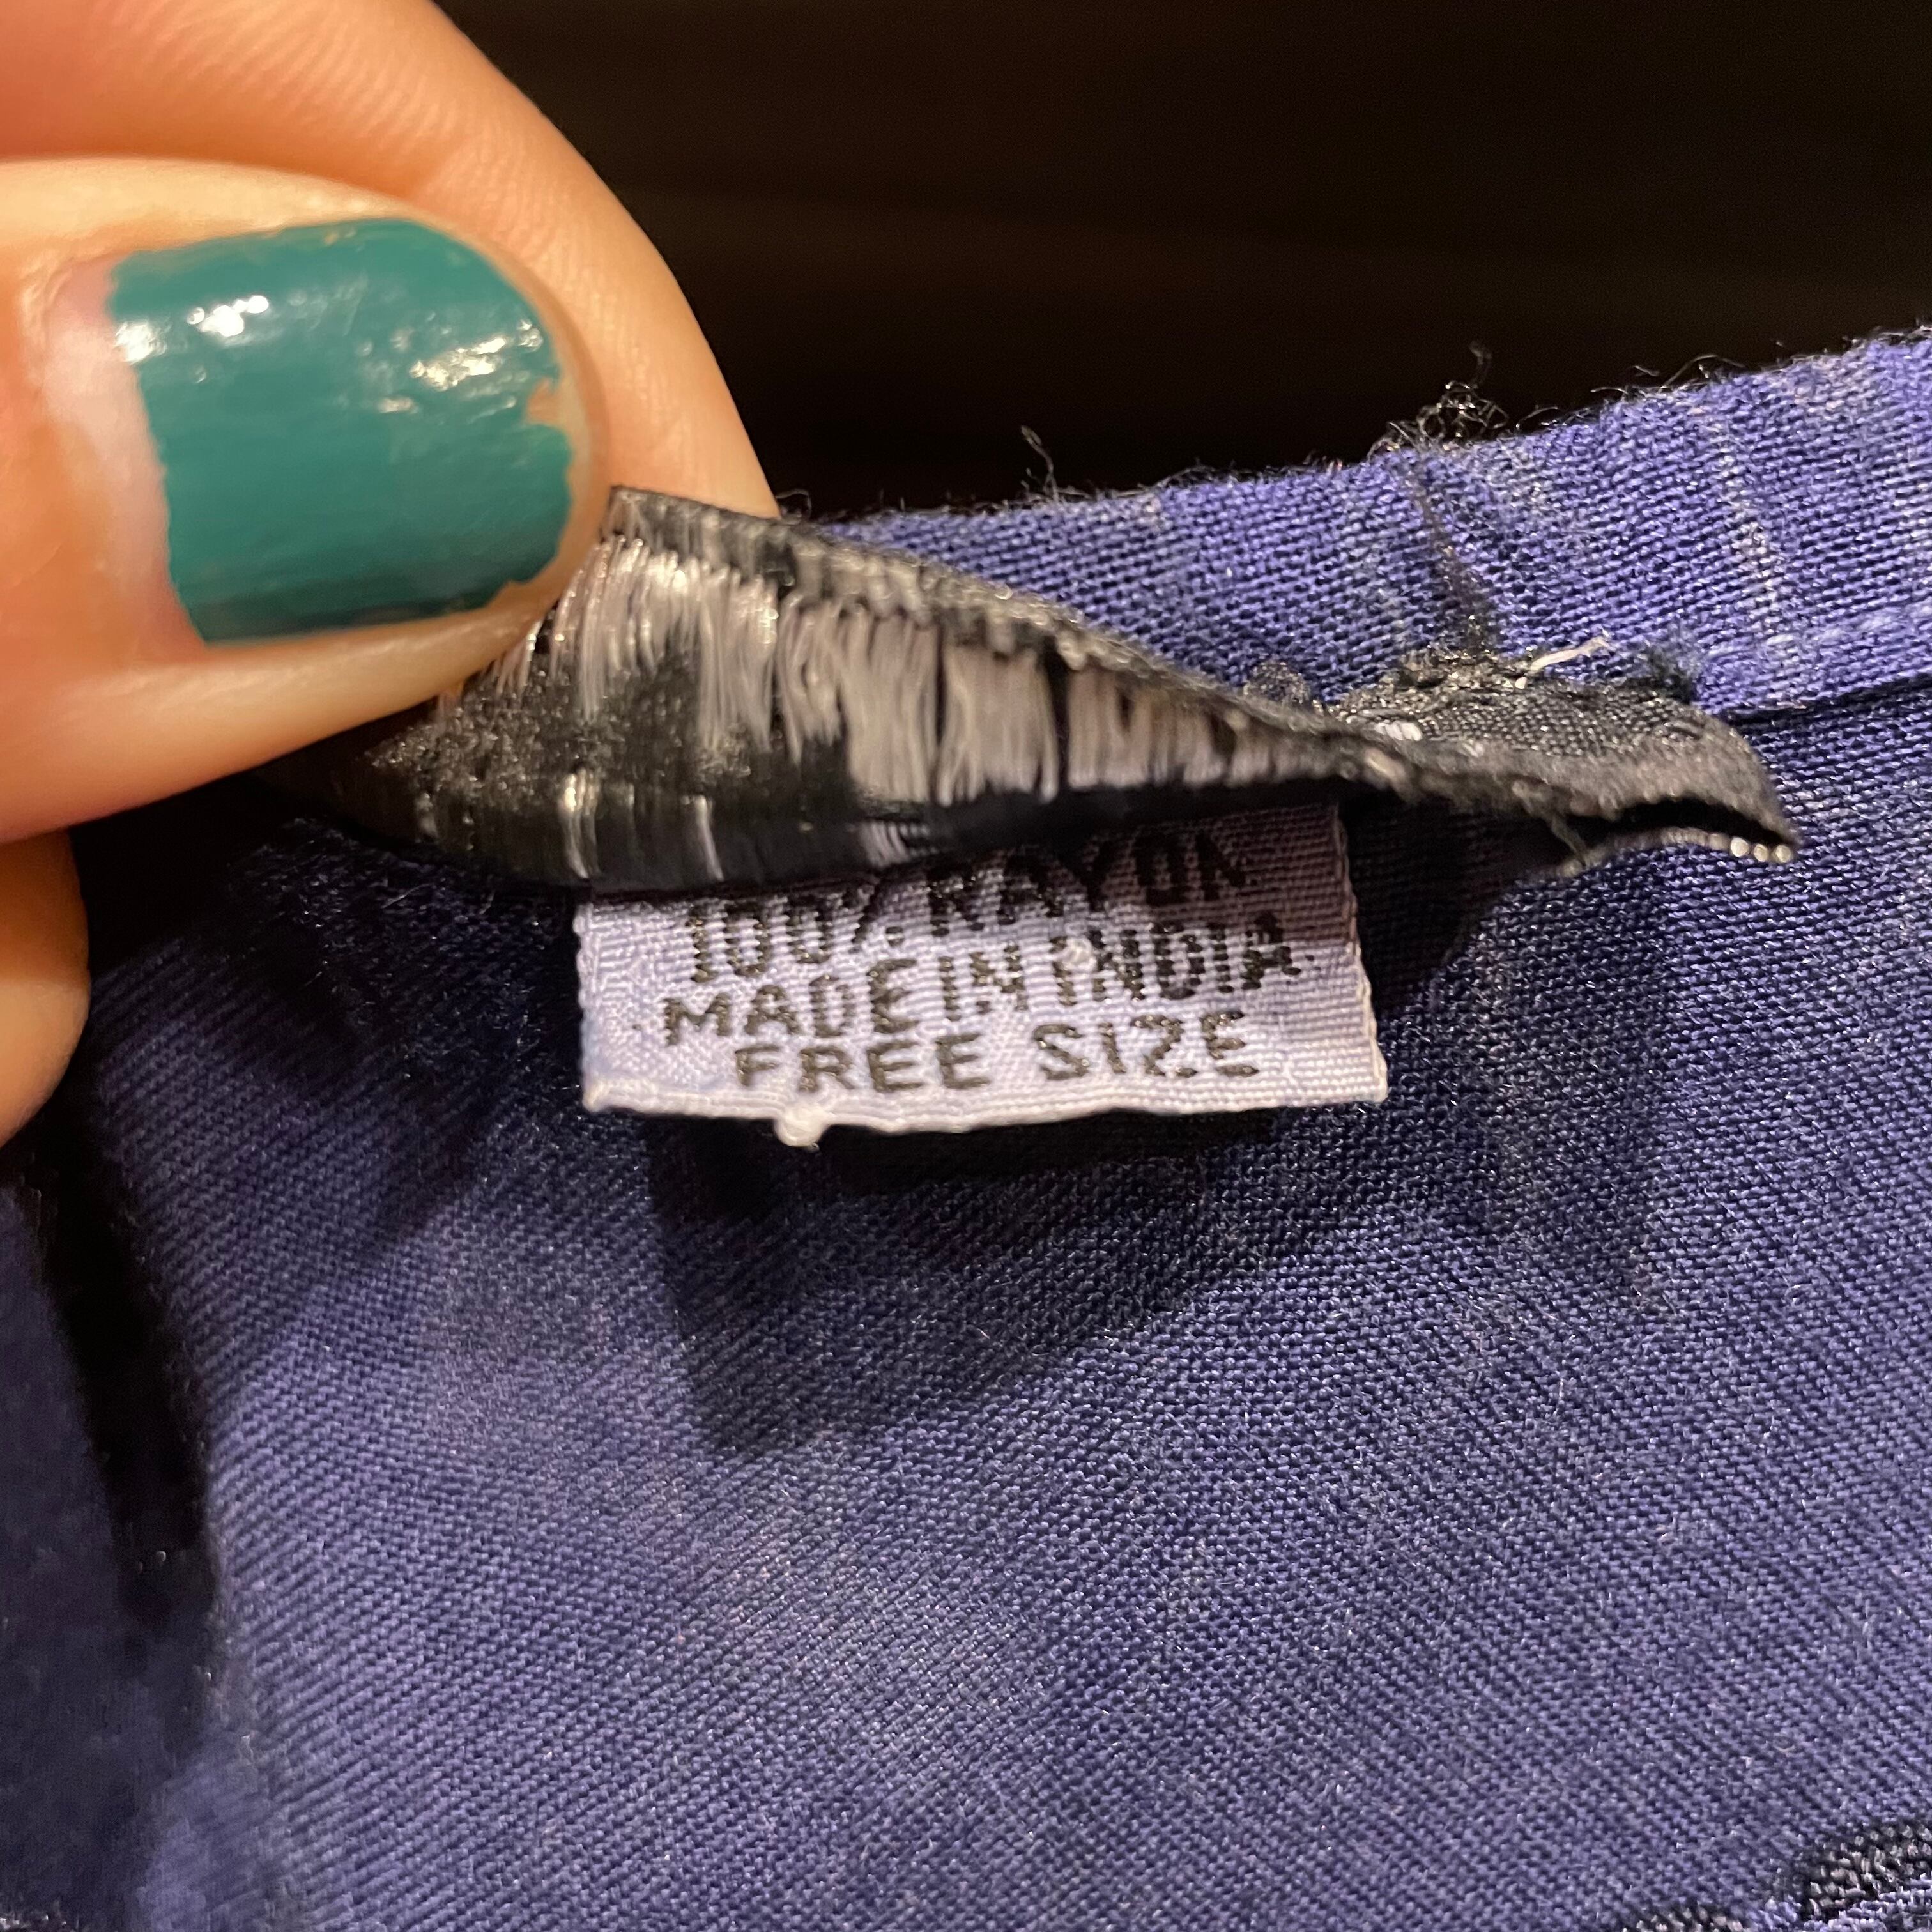 100% RAYON
MADE IN INDIA
FREE SIZE